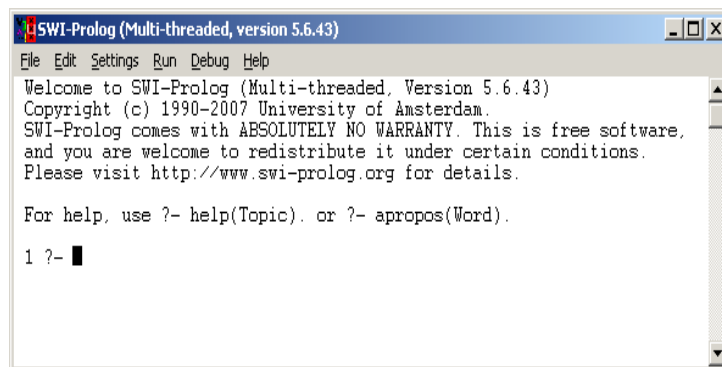 SWI-Prolog (Multi-threaded, version 5.6.43)
File Edit Settings Run Debug Help
Welcome to SWI-Prolog (Multi-threaded, Version 5.6.43)
Copyright (c) 1990-2007 University of Amsterdam.
SWI-Prolog comes with ABSOLUTELY NO WARRANTY. This is free software,
and you are welcome to redistribute it under certain conditions.
Please visit http://www.swi-prolog.org for details.
For help, use ?- help(Topic). or ?- apropos(Word).
1 ?-